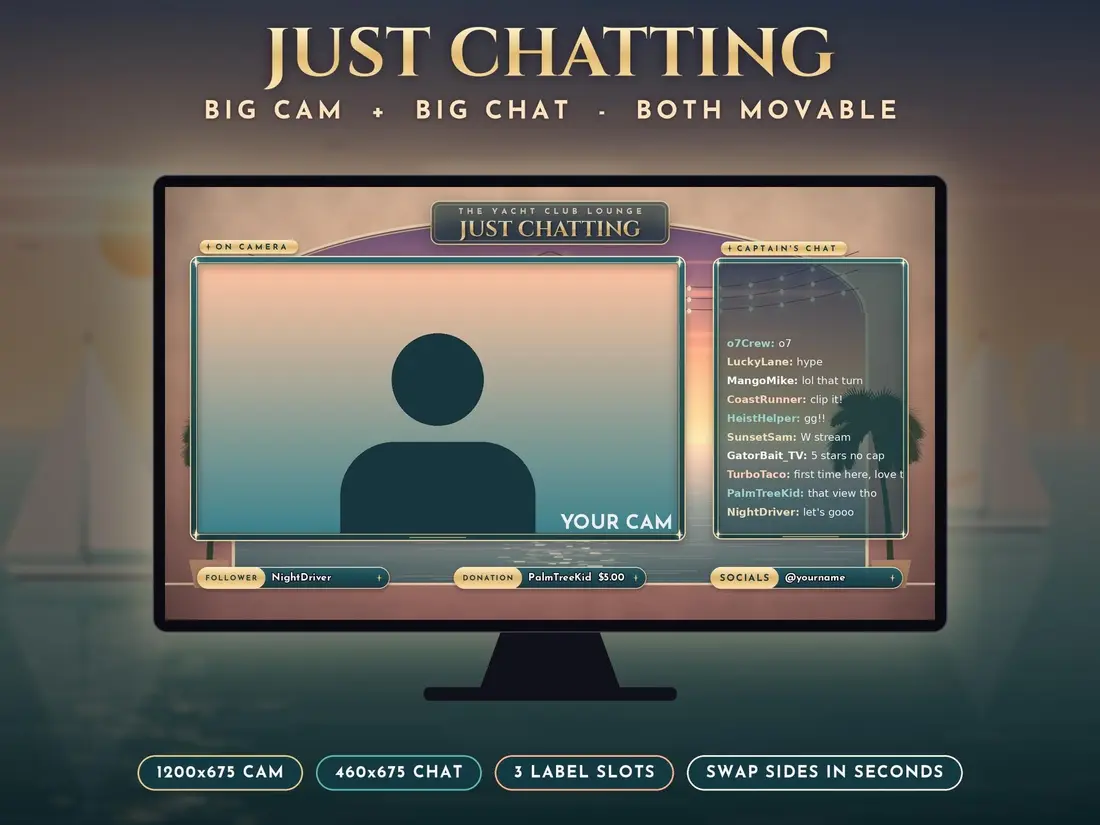 JUST CHATTING
BIG CAM + BIG CHAT - BOTH MOVABLE
THE YACHT CLUB LOUNGE
JUST CHATTING
ON CAMERA
CAPTAIN'S CHAT
o7Crew: o7
LuckyLane: hype
MangoMike: lol that turn
CoastRunner: clip it!
HeistHelper: gg!!
SunsetSam: W stream
GatorBait_TV: 5 stars no cap
TurboTaco: first time here, love t
PalmTreeKid: that view tho
NightDriver: let's gooo
YOUR CAM
FOLLOWER NightDriver
DONATION PalmTreeKid $5.00
SOCIALS @yourname
1200x675 CAM
460x675 CHAT
3 LABEL SLOTS
SWAP SIDES IN SECONDS